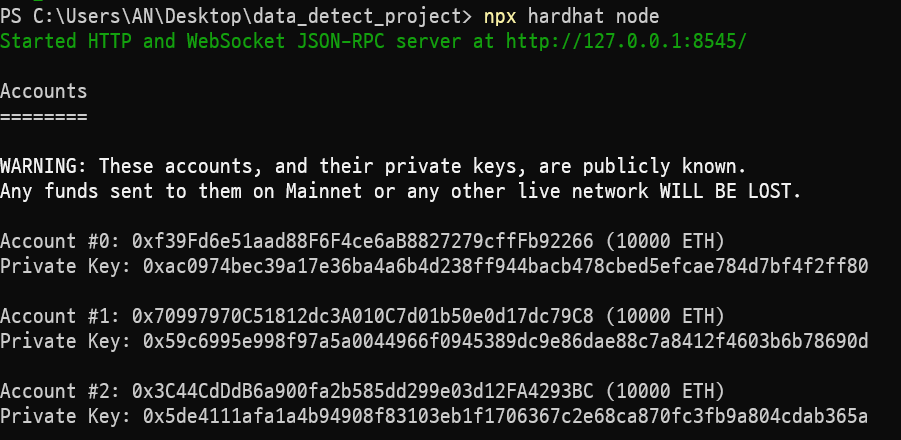 PS C:\Users\AN\Desktop\data_detect_project> npx hardhat node
Started HTTP and WebSocket JSON-RPC server at http://127.0.0.1:8545/
Accounts
========
WARNING: These accounts, and their private keys, are publicly known.
Any funds sent to them on Mainnet or any other live network WILL BE LOST.
Account #0: 0xf39Fd6e51aad88F6F4ce6aB8827279cffFb92266 (10000 ETH)
Private Key: 0xac0974bec39a17e36ba4a6b4d238ff944bacb478cbed5efcae784d7bf4f2ff80
Account #1: 0x70997970C51812dc3A010C7d01b50e0d17dc79C8 (10000 ETH)
Private Key: 0x59c6995e998f97a5a0044966f0945389dc9e86dae88c7a8412f4603b6b78690d
Account #2: 0x3C44CdDdB6a900fa2b585dd299e03d12FA4293BC (10000 ETH)
Private Key: 0x5de4111afa1a4b94908f83103eb1f1706367c2e68ca870fc3fb9a804cdab365a